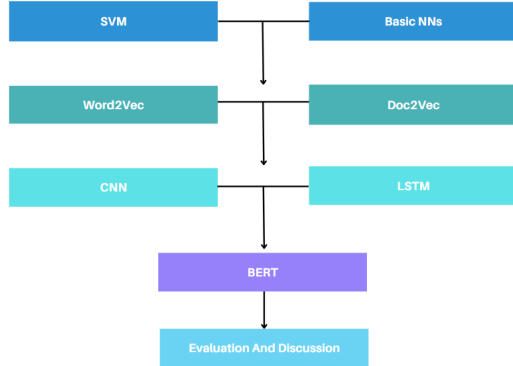 SVM
Basic NNs
Word2Vec
Doc2Vec
CNN
LSTM
BERT
Evaluation And Discussion